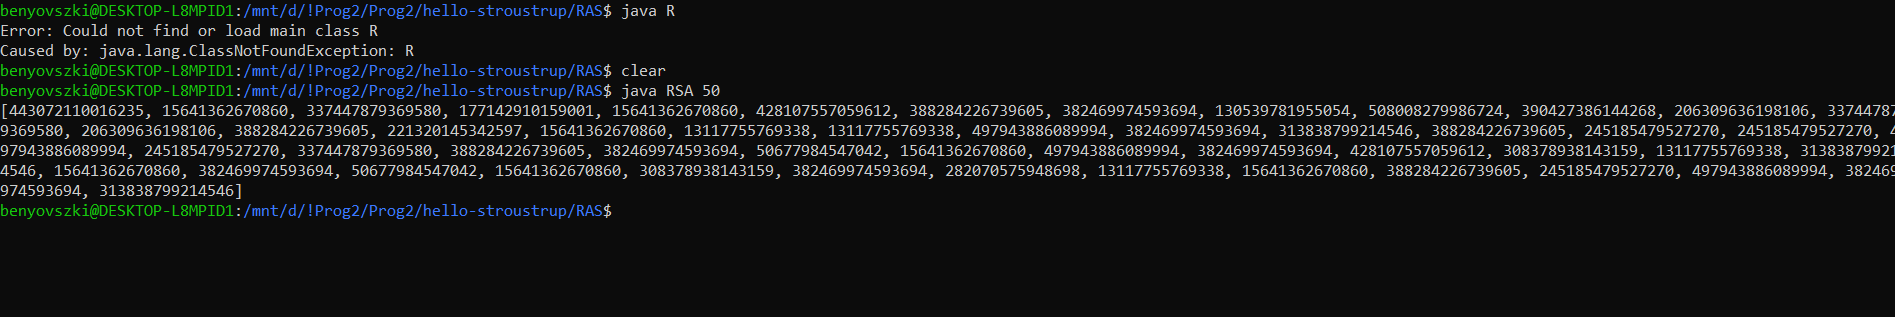 benyovszki@DESKTOP-L8MPID1:/mnt/d/!Prog2/Prog2/hello-stroustrup/RAS$ java R
Error: Could not find or load main class R
Caused by: java.lang.ClassNotFoundException: R
benyovszki@DESKTOP-L8MPID1:/mnt/d/!Prog2/Prog2/hello-stroustrup/RAS$ clear
benyovszki@DESKTOP-L8MPID1:/mnt/d/!Prog2/Prog2/hello-stroustrup/RAS$ java RSA 50
[443072110016235, 15641362670860, 337447879369580, 177142910159001, 15641362670860, 428107557059612, 388284226739605, 382469974593694, 130539781955054, 508008279986724, 390427386144268, 206309636198106, 33744787
9369580, 206309636198106, 388284226739605, 221320145342597, 15641362670860, 13117755769338, 13117755769338, 497943886089994, 382469974593694, 313838799214546, 388284226739605, 245185479527270, 245185479527270, 4
97943886089994, 245185479527270, 337447879369580, 388284226739605, 382469974593694, 50677984547042, 15641362670860, 497943886089994, 382469974593694, 428107557059612, 308378938143159, 13117755769338, 31383879921
4546, 15641362670860, 382469974593694, 50677984547042, 15641362670860, 308378938143159, 382469974593694, 282070575948698, 13117755769338, 15641362670860, 388284226739605, 245185479527270, 497943886089994, 382469
974593694, 313838799214546]
benyovszki@DESKTOP-L8MPID1:/mnt/d/!Prog2/Prog2/hello-stroustrup/RAS$